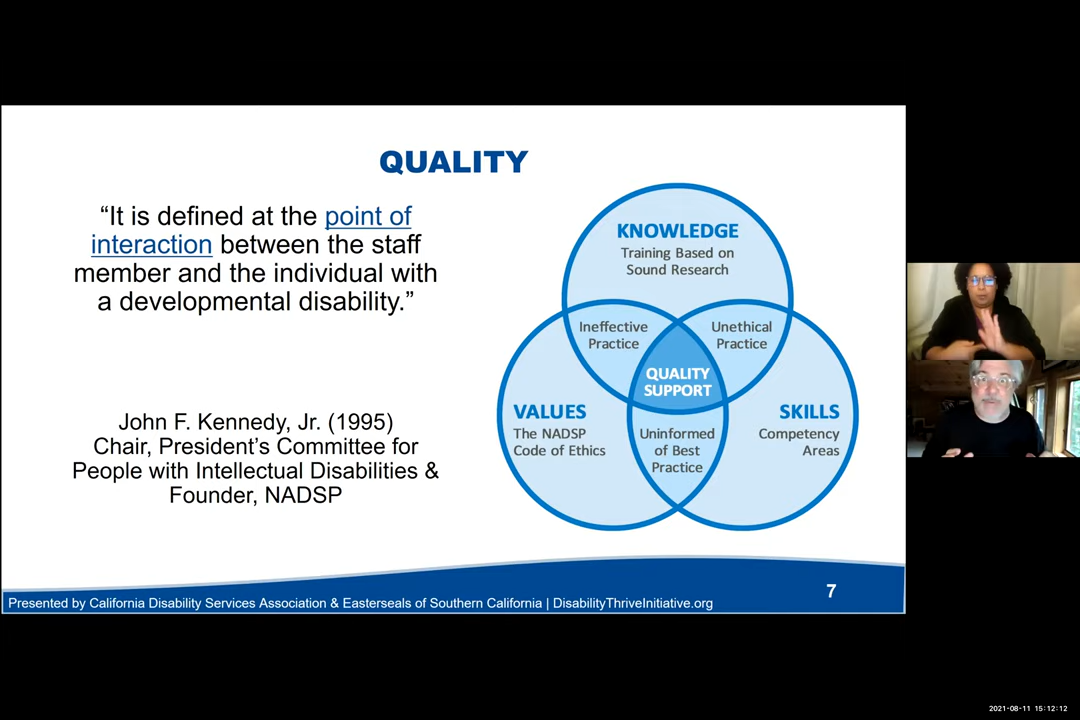 QUALITY
“It is defined at the point of
interaction between the staff
member and the individual with
a developmental disability.”
John F. Kennedy, Jr. (1995)
Chair, President’s Committee for
People with Intellectual Disabilities &
Founder, NADSP
KNOWLEDGE
Training Based on
Sound Research
Ineffective
Practice
Unethical
Practice
QUALITY
SUPPORT
VALUES
The NADSP
Code of Ethics
Uninformed
of Best
Practice
SKILLS
Competency
Areas
Presented by California Disability Services Association & Easterseals of Southern California | DisabilityThriveInitiative.org
7
2021-08-11 15:12:12